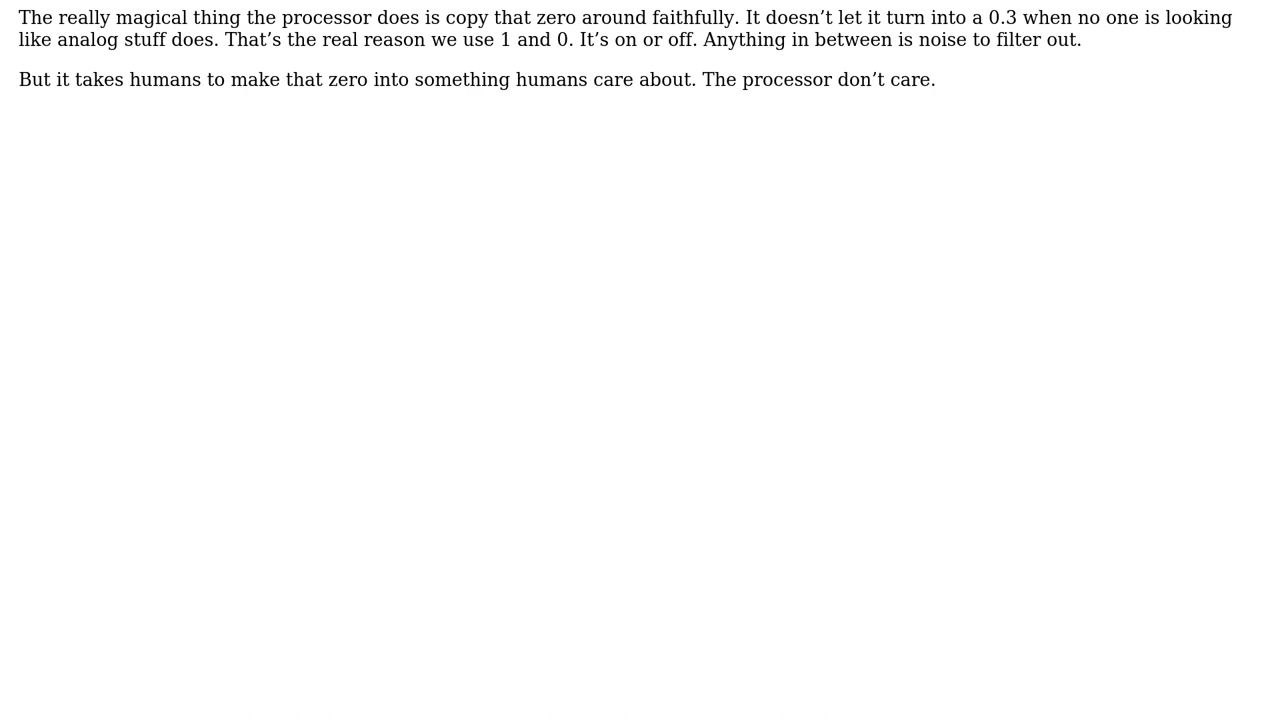 The really magical thing the processor does is copy that zero around faithfully. It doesn’t let it turn into a 0.3 when no one is looking
like analog stuff does. That’s the real reason we use 1 and 0. It’s on or off. Anything in between is noise to filter out.
But it takes humans to make that zero into something humans care about. The processor don’t care.